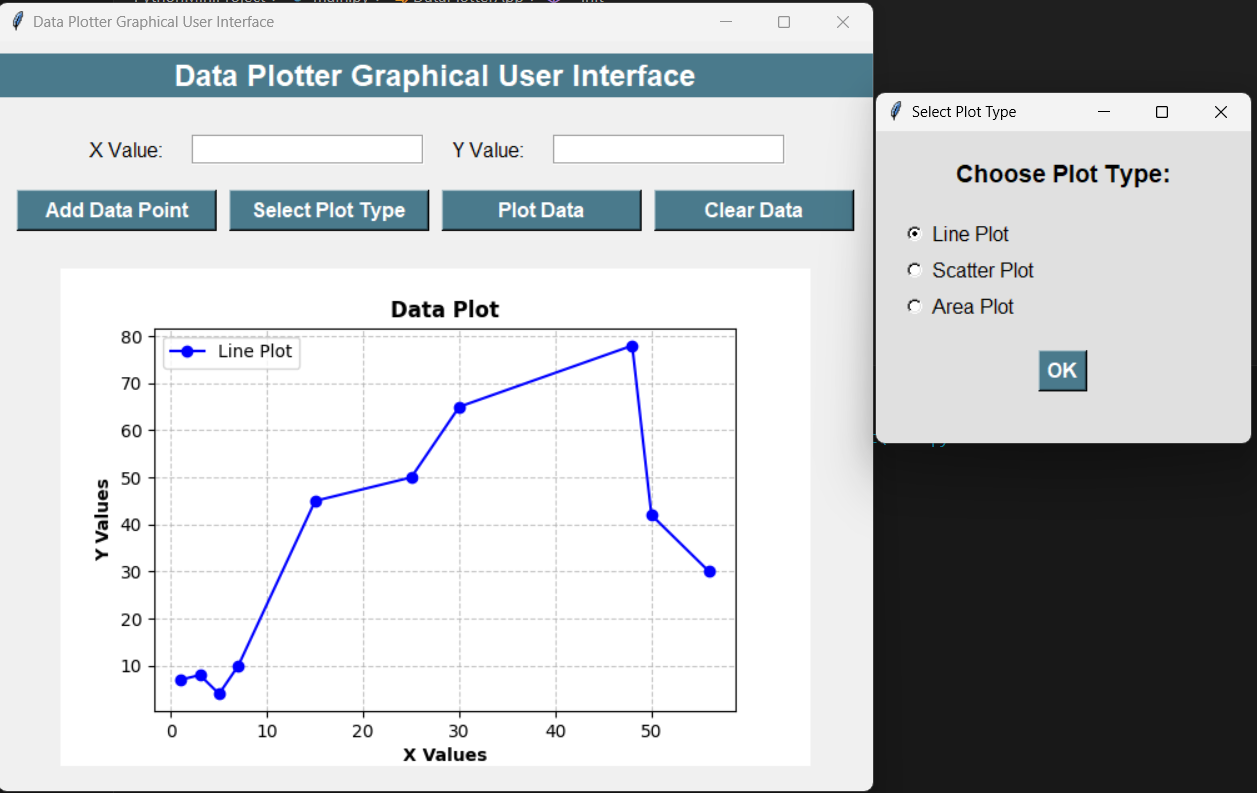 Data Plotter Graphical User Interface
Data Plotter Graphical User Interface
X Value:
Y Value:
Add Data Point
Select Plot Type
Plot Data
Clear Data
Data Plot
Line Plot
80
70
60
50
40
30
20
10
Y Values
0 10 20 30 40 50
X Values
Select Plot Type
Choose Plot Type:
Line Plot
Scatter Plot
Area Plot
OK